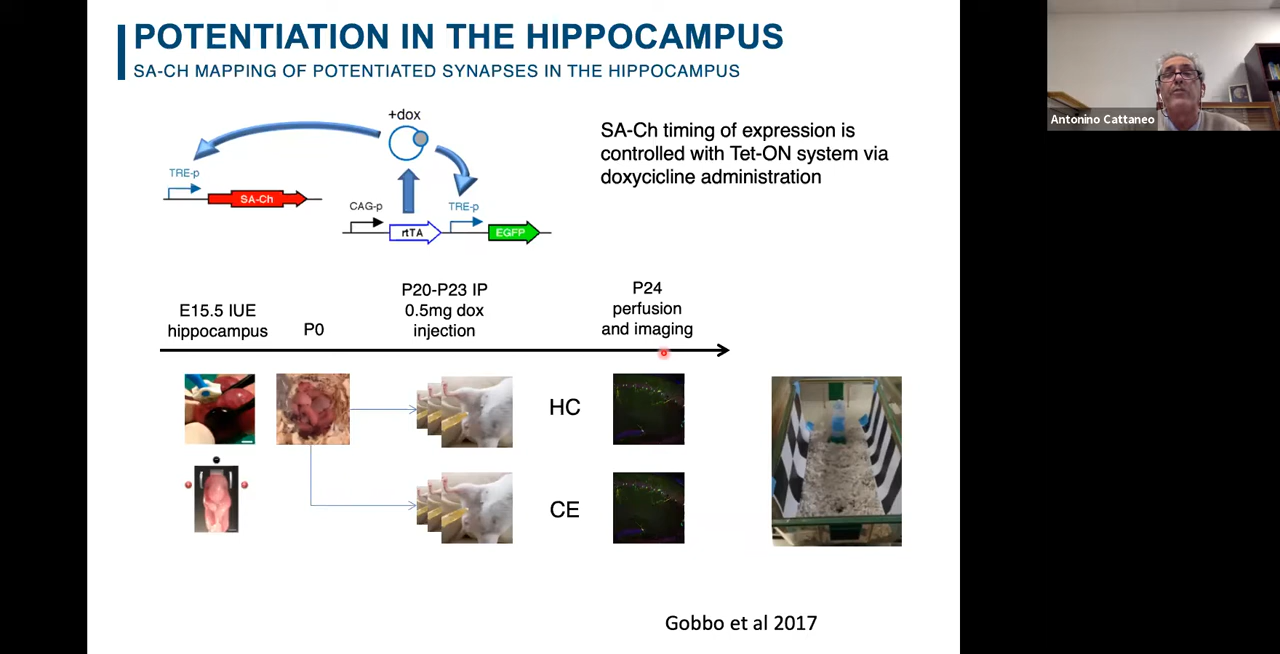 POTENTIATION IN THE HIPPOCAMPUS
SA-CH MAPPING OF POTENTIATED SYNAPSES IN THE HIPPOCAMPUS
Antonino Cattaneo
+dox
TRE-p
SA-Ch
CAG-p
TRE-p
rtTA
EGFP
SA-Ch timing of expression is
controlled with Tet-ON system via
doxycicline administration
E15.5 IUE
hippocampus
P0
P20-P23 IP
0.5mg dox
injection
P24
perfusion
and imaging
HC
CE
Gobbo et al 2017